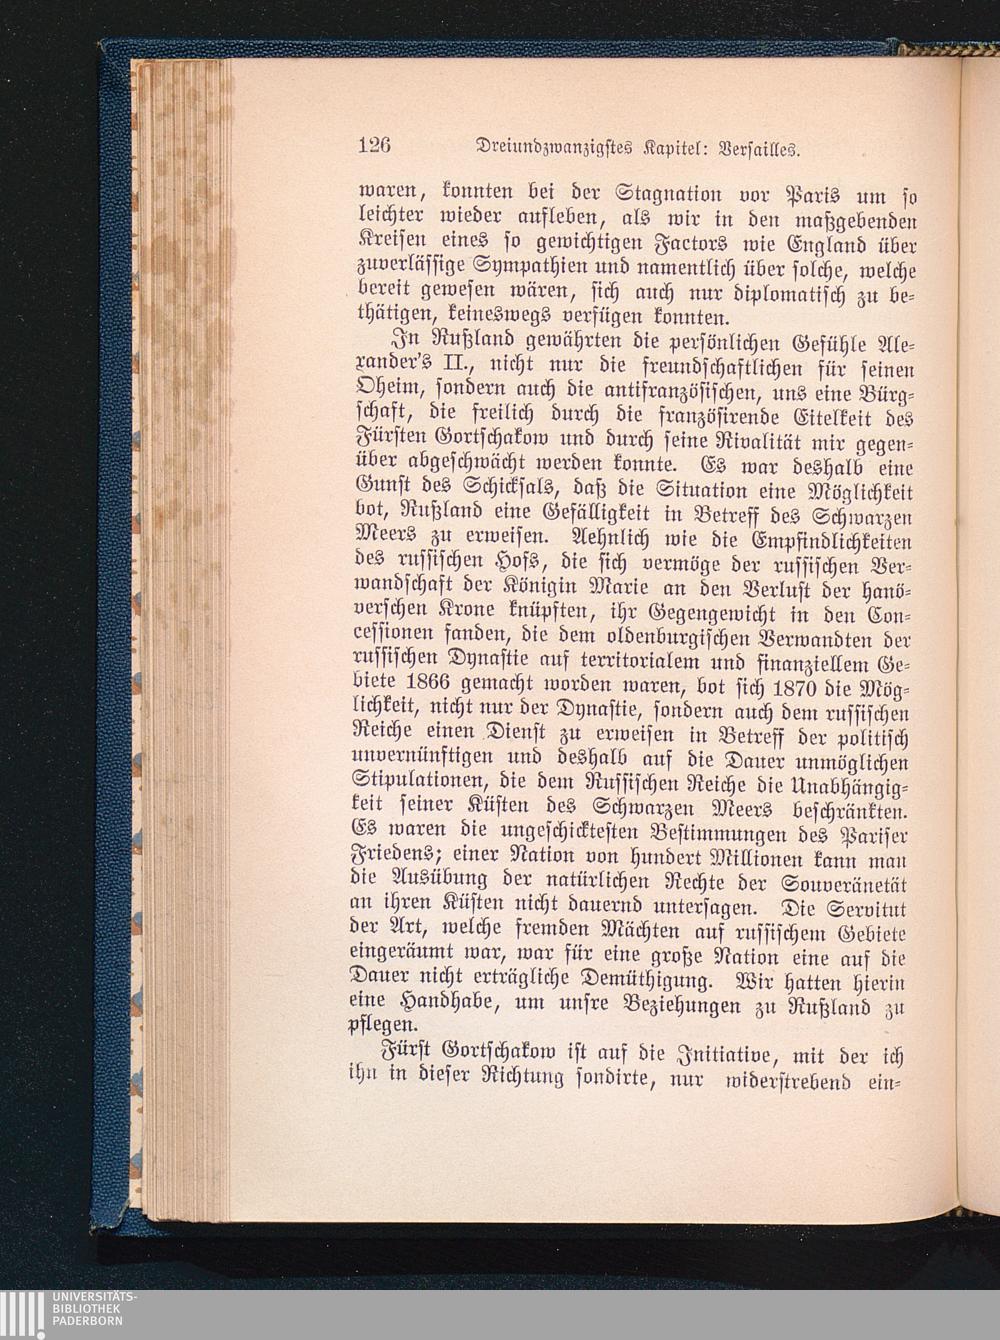 126 Dreiundzwanzigstes Kapitel: Versailles.
waren, konnten bei der Stagnation vor Paris um so
leichter wieder aufleben, als wir in den maßgebenden
Kreisen eines so gewichtigen Factors wie England über
zuverlässige Sympathien und namentlich über solche, welche
bereit gewesen wären, sich auch nur diplomatisch zu be-
thätigen, keineswegs verfügen konnten.
In Rußland gewährten die persönlichen Gefühle Ale-
xander's II., nicht nur die freundschaftlichen für seinen
Oheim, sondern auch die antifranzösischen, uns eine Bürg-
schaft, die freilich durch die französirende Eitelkeit des
Fürsten Gortschakow und durch seine Rivalität mir gegen-
über abgeschwächt werden konnte. Es war deshalb eine
Gunst des Schicksals, daß die Situation eine Möglichkeit
bot, Rußland eine Gefälligkeit in Betreff des Schwarzen
Meers zu erweisen. Aehnlich wie die Empfindlichkeiten
des russischen Hofs, die sich vermöge der russischen Ver-
wandschaft der Königin Marie an den Verlust der hanö-
verschen Krone knüpften, ihr Gegengewicht in den Con-
cessionen fanden, die dem oldenburgischen Verwandten der
russischen Dynastie auf territorialem und finanziellem Ge-
biete 1866 gemacht worden waren, bot sich 1870 die Mög-
lichkeit, nicht nur der Dynastie, sondern auch dem russischen
Reiche einen Dienst zu erweisen in Betreff der politisch
unvernünftigen und deshalb auf die Dauer unmöglichen
Stipulationen, die dem Russischen Reiche die Unabhängig-
keit seiner Küsten des Schwarzen Meers beschränkten.
Es waren die ungeschicktesten Bestimmungen des Pariser
Friedens; einer Nation von hundert Millionen kann man
die Ausübung der natürlichen Rechte der Souveränetät
an ihren Küsten nicht dauernd untersagen. Die Servitut
der Art, welche fremden Mächten auf russischem Gebiete
eingeräumt war, war für eine große Nation eine auf die
Dauer nicht erträgliche Demüthigung. Wir hatten hierin
eine Handhabe, um unsre Beziehungen zu Rußland zu
pflegen.
Fürst Gortschakow ist auf die Initiative, mit der ich
ihn in dieser Richtung sondirte, nur widerstrebend ein-
UNIVERSITÄTS-
BIBLIOTHEK
PADERBORN